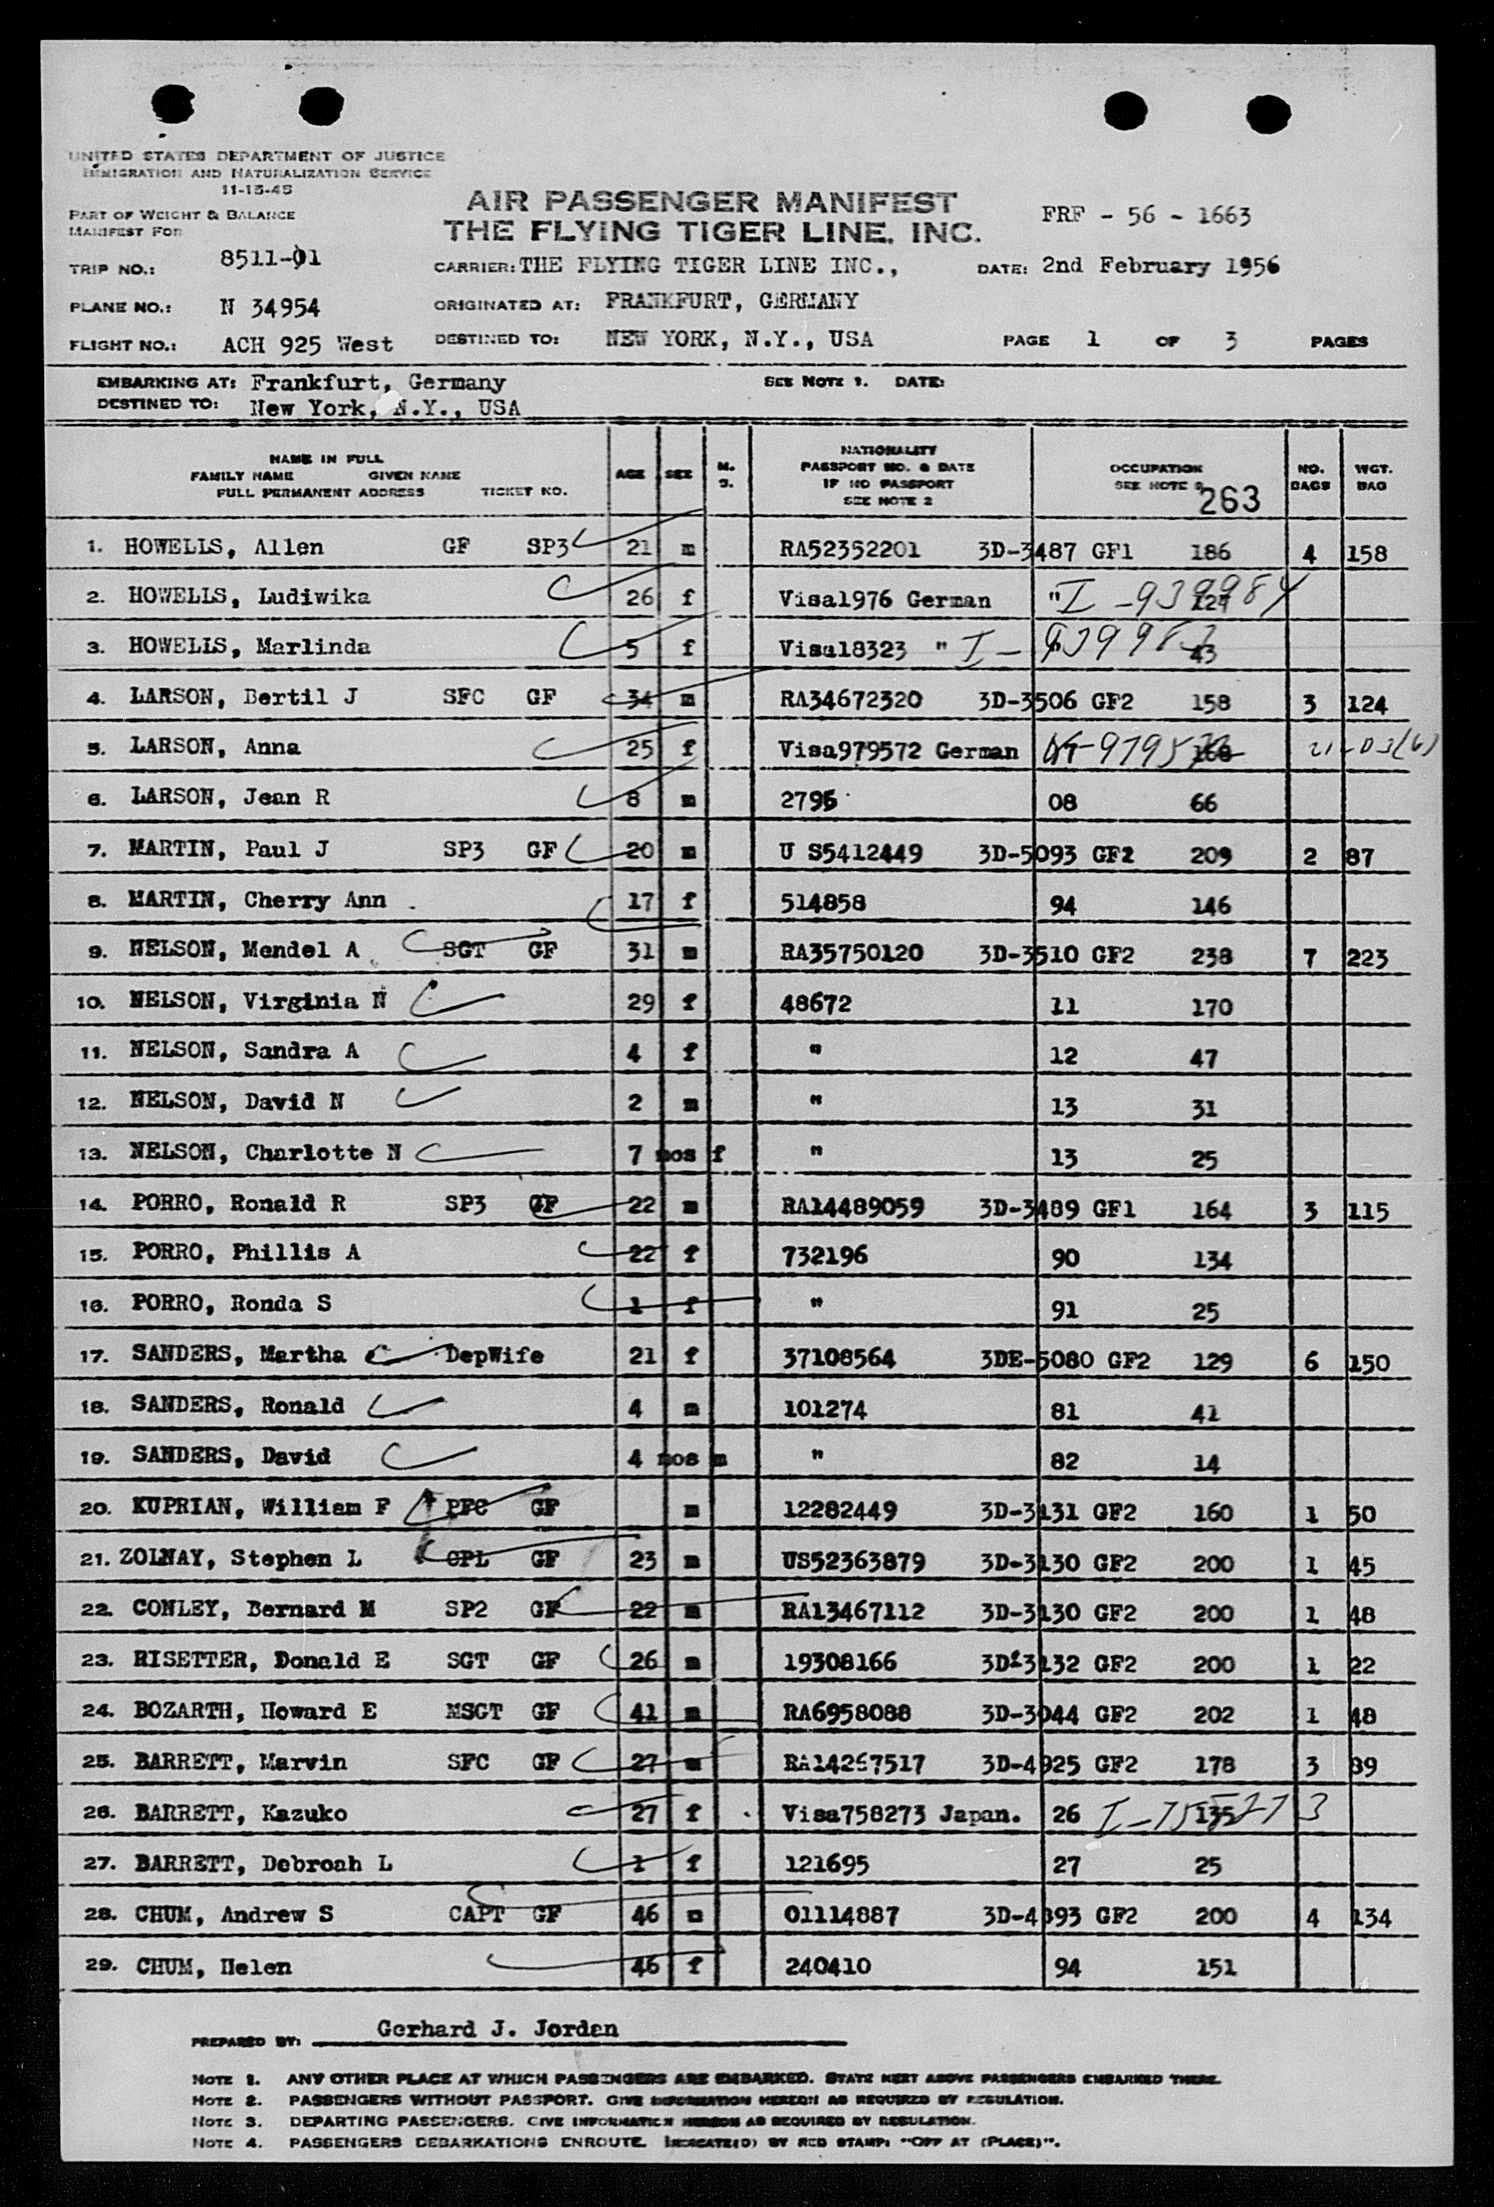 UNITED STATES DEPARTMENT OF JUSTICE
IMMIGRATION AND NATURALIZATION SERVICE
11-15-48
AIR PASSENGER MANIFEST
THE FLYING TIGER LINE, INC.
FRF - 56 - 1663
PART OF WEIGHT & BALANCE
MANIFEST FOR
TRIP NO.: 8511-01 CARRIER: THE FLYING TIGER LINE INC., DATE: 2nd February 1956
PLANE NO.: N 34954 ORIGINATED AT: FRANKFURT, GERMANY
FLIGHT NO.: ACH 925 West DESTINED TO: NEW YORK, N.Y., USA PAGE 1 OF 3 PAGES
EMBARKING AT: Frankfurt, Germany SEE NOTE 1. DATE:
DESTINED TO: New York, N.Y., USA
NAME IN FULL
FAMILY NAME GIVEN NAME
FULL PERMANENT ADDRESS TICKET NO.
AGE SEX M. S.
NATIONALITY
PASSPORT NO. & DATE
IF NO PASSPORT
SEE NOTE 2
OCCUPATION
SEE NOTE
263
NO. BAGS WGT. BAG
1. HOWELLS, Allen GF SP3 21 m RA52352201 3D-3487 GF1 186 4 158
2. HOWELLS, Ludiwika 26 f Visa1976 German " I-939984 127
3. HOWELLS, Marlinda 5 f Visa18323 " I- 43
4. LARSON, Bertil J SFC GF 34 m RA34672320 3D-3506 GF2 158 3 124
5. LARSON, Anna 25 f Visa979572 German 168
6. LARSON, Jean R 8 m 2795 08 66
7. MARTIN, Paul J SP3 GF 20 m U S5412449 3D-5093 GF2 209 2 87
8. MARTIN, Cherry Ann . 17 f 514858 94 146
9. NELSON, Mendel A SGT GF 31 m RA35750120 3D-3510 GF2 238 7 223
10. NELSON, Virginia N 29 f 48672 11 170
11. NELSON, Sandra A 4 f " 12 47
12. NELSON, David N 2 m " 13 31
13. NELSON, Charlotte N 7 mos f " 13 25
14. PORRO, Ronald R SP3 GF 22 m RA14489059 3D-3489 GF1 164 3 115
15. PORRO, Phillis A 22 f 732196 90 134
16. PORRO, Ronda S 1 f " 91 25
17. SANDERS, Martha DepWife 21 f 37108564 3DE-5080 GF2 129 6 150
18. SANDERS, Ronald 4 m 101274 81 41
19. SANDERS, David 4 mos m " 82 14
20. KUPRIAN, William F PFC GF m 12282449 3D-3131 GF2 160 1 50
21. ZOLNAY, Stephen L CPL GF 23 m US52363879 3D-3130 GF2 200 1 45
22. CONLEY, Bernard M SP2 GF 22 m RA13467112 3D-3130 GF2 200 1 48
23. RISETTER, Donald E SGT GF 26 m 19308166 3D-3132 GF2 200 1 22
24. BOZARTH, Howard E MSGT GF 41 m RA6958088 3D-3044 GF2 202 1 48
25. BARRETT, Marvin SFC GF 27 m RA14267517 3D-4925 GF2 178 3 89
26. BARRETT, Kazuko 27 f Visa758273 Japan. 26 135
27. BARRETT, Debroah L 1 f 121695 27 25
28. CHUM, Andrew S CAPT GF 46 m 01114887 3D-4893 GF2 200 4 134
29. CHUM, Helen 46 f 240410 94 151
PREPARED BY: Gerhard J. Jorden
NOTE 1. ANY OTHER PLACE AT WHICH PASSENGERS ARE EMBARKED. STATE NEXT ABOVE PASSENGERS EMBARKED THERE.
NOTE 2. PASSENGERS WITHOUT PASSPORT. GIVE INFORMATION HEREON AS REQUIRED BY REGULATION.
NOTE 3. DEPARTING PASSENGERS. GIVE INFORMATION HEREON AS REQUIRED BY REGULATION.
NOTE 4. PASSENGERS DEBARKATIONS ENROUTE. INDICATE(D) BY RED STAMP: "OFF AT (PLACE)".